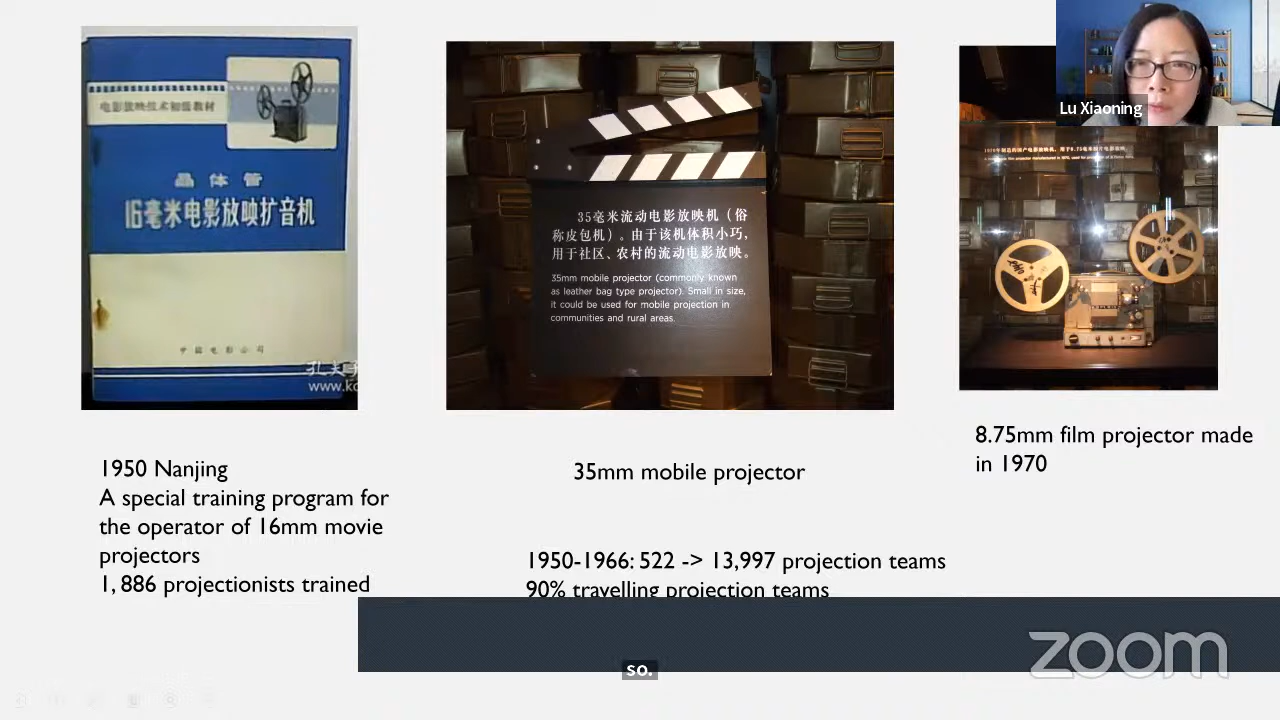 电影放映技术初级教材
晶体管
16毫米电影放映扩音机
中国电影公司
35毫米流动电影放映机（俗
称皮包机）。由于该机体积小巧，
用于社区、农村的流动电影放映。
35mm mobile projector (commonly known
as leather bag type projector). Small in size,
it could be used for mobile projection in
communities and rural areas.
Lu Xiaoning
1950 Nanjing
A special training program for
the operator of 16mm movie
projectors
1, 886 projectionists trained
35mm mobile projector
1950-1966: 522 -> 13,997 projection teams
90% travelling projection teams
8.75mm film projector made
in 1970
so.
zoom